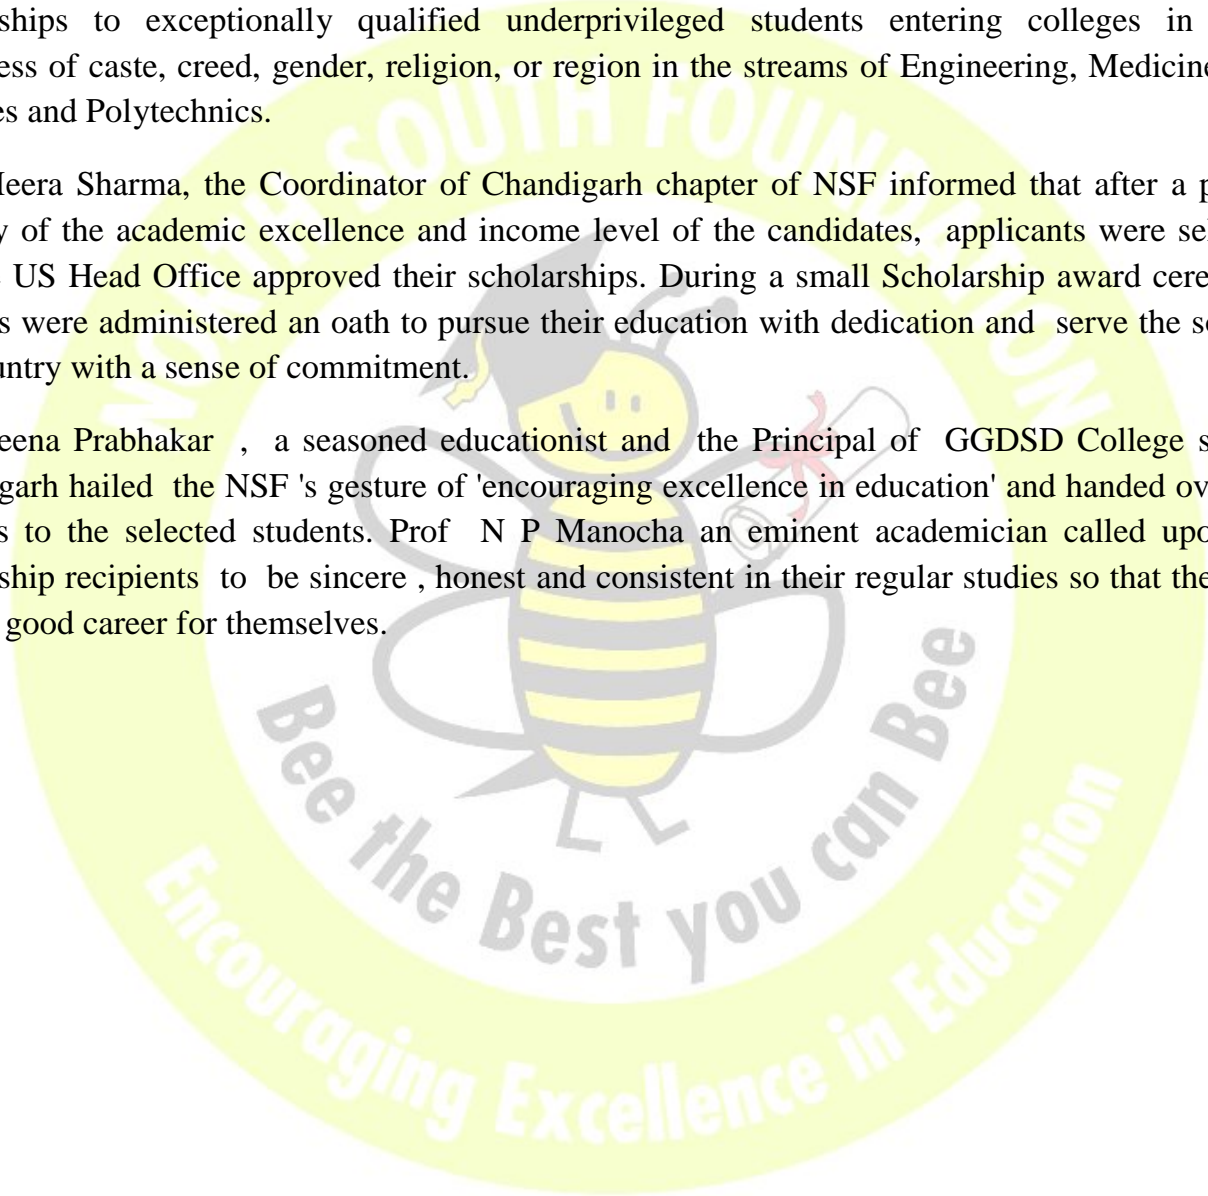 ships to exceptionally qualified underprivileged students entering colleges in
ess of caste, creed, gender, religion, or region in the streams of Engineering, Medicine
es and Polytechnics.
eera Sharma, the Coordinator of Chandigarh chapter of NSF informed that after a p
y of the academic excellence and income level of the candidates, applicants were sel
US Head Office approved their scholarships. During a small Scholarship award cere
s were administered an oath to pursue their education with dedication and serve the so
untry with a sense of commitment.
eena Prabhakar , a seasoned educationist and the Principal of GGDSD College s
garh hailed the NSF 's gesture of 'encouraging excellence in education' and handed ov
s to the selected students. Prof N P Manocha an eminent academician called upo
ship recipients to be sincere , honest and consistent in their regular studies so that the
good career for themselves.
NORTH SOUTH FOUNDATION
Bee the Best you can Bee
Encouraging Excellence in Education